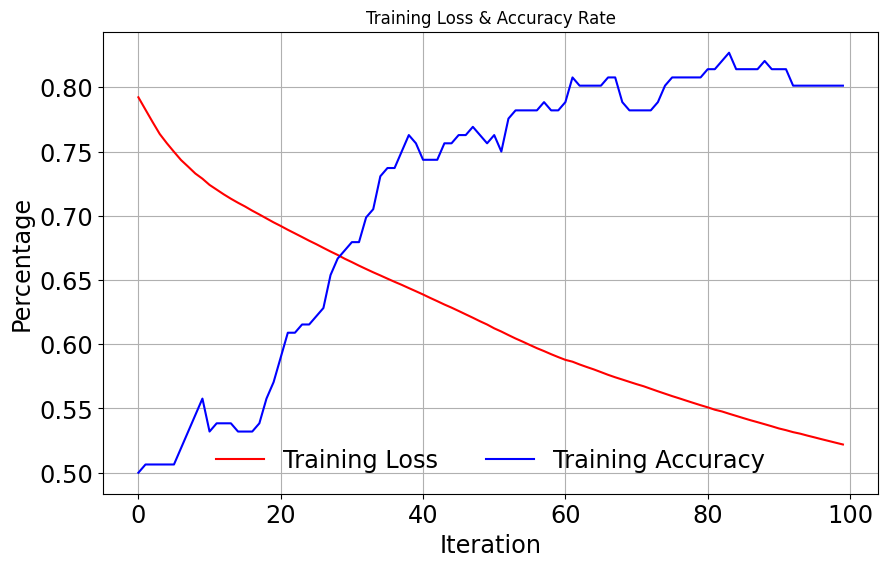 Training Loss & Accuracy Rate
0.80
0.75
0.70
0.65
0.60
0.55
0.50
Percentage
Training Loss Training Accuracy
0 20 40 60 80 100
Iteration